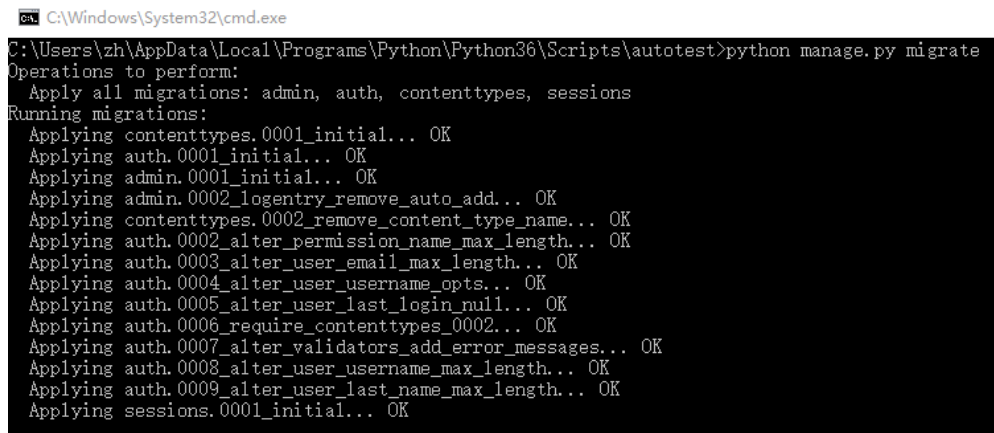 C:\Windows\System32\cmd.exe
C:\Users\zh\AppData\Local\Programs\Python\Python36\Scripts\autotest>python manage.py migrate
Operations to perform:
  Apply all migrations: admin, auth, contenttypes, sessions
Running migrations:
  Applying contenttypes.0001_initial... OK
  Applying auth.0001_initial... OK
  Applying admin.0001_initial... OK
  Applying admin.0002_logentry_remove_auto_add... OK
  Applying contenttypes.0002_remove_content_type_name... OK
  Applying auth.0002_alter_permission_name_max_length... OK
  Applying auth.0003_alter_user_email_max_length... OK
  Applying auth.0004_alter_user_username_opts... OK
  Applying auth.0005_alter_user_last_login_null... OK
  Applying auth.0006_require_contenttypes_0002... OK
  Applying auth.0007_alter_validators_add_error_messages... OK
  Applying auth.0008_alter_user_username_max_length... OK
  Applying auth.0009_alter_user_last_name_max_length... OK
  Applying sessions.0001_initial... OK